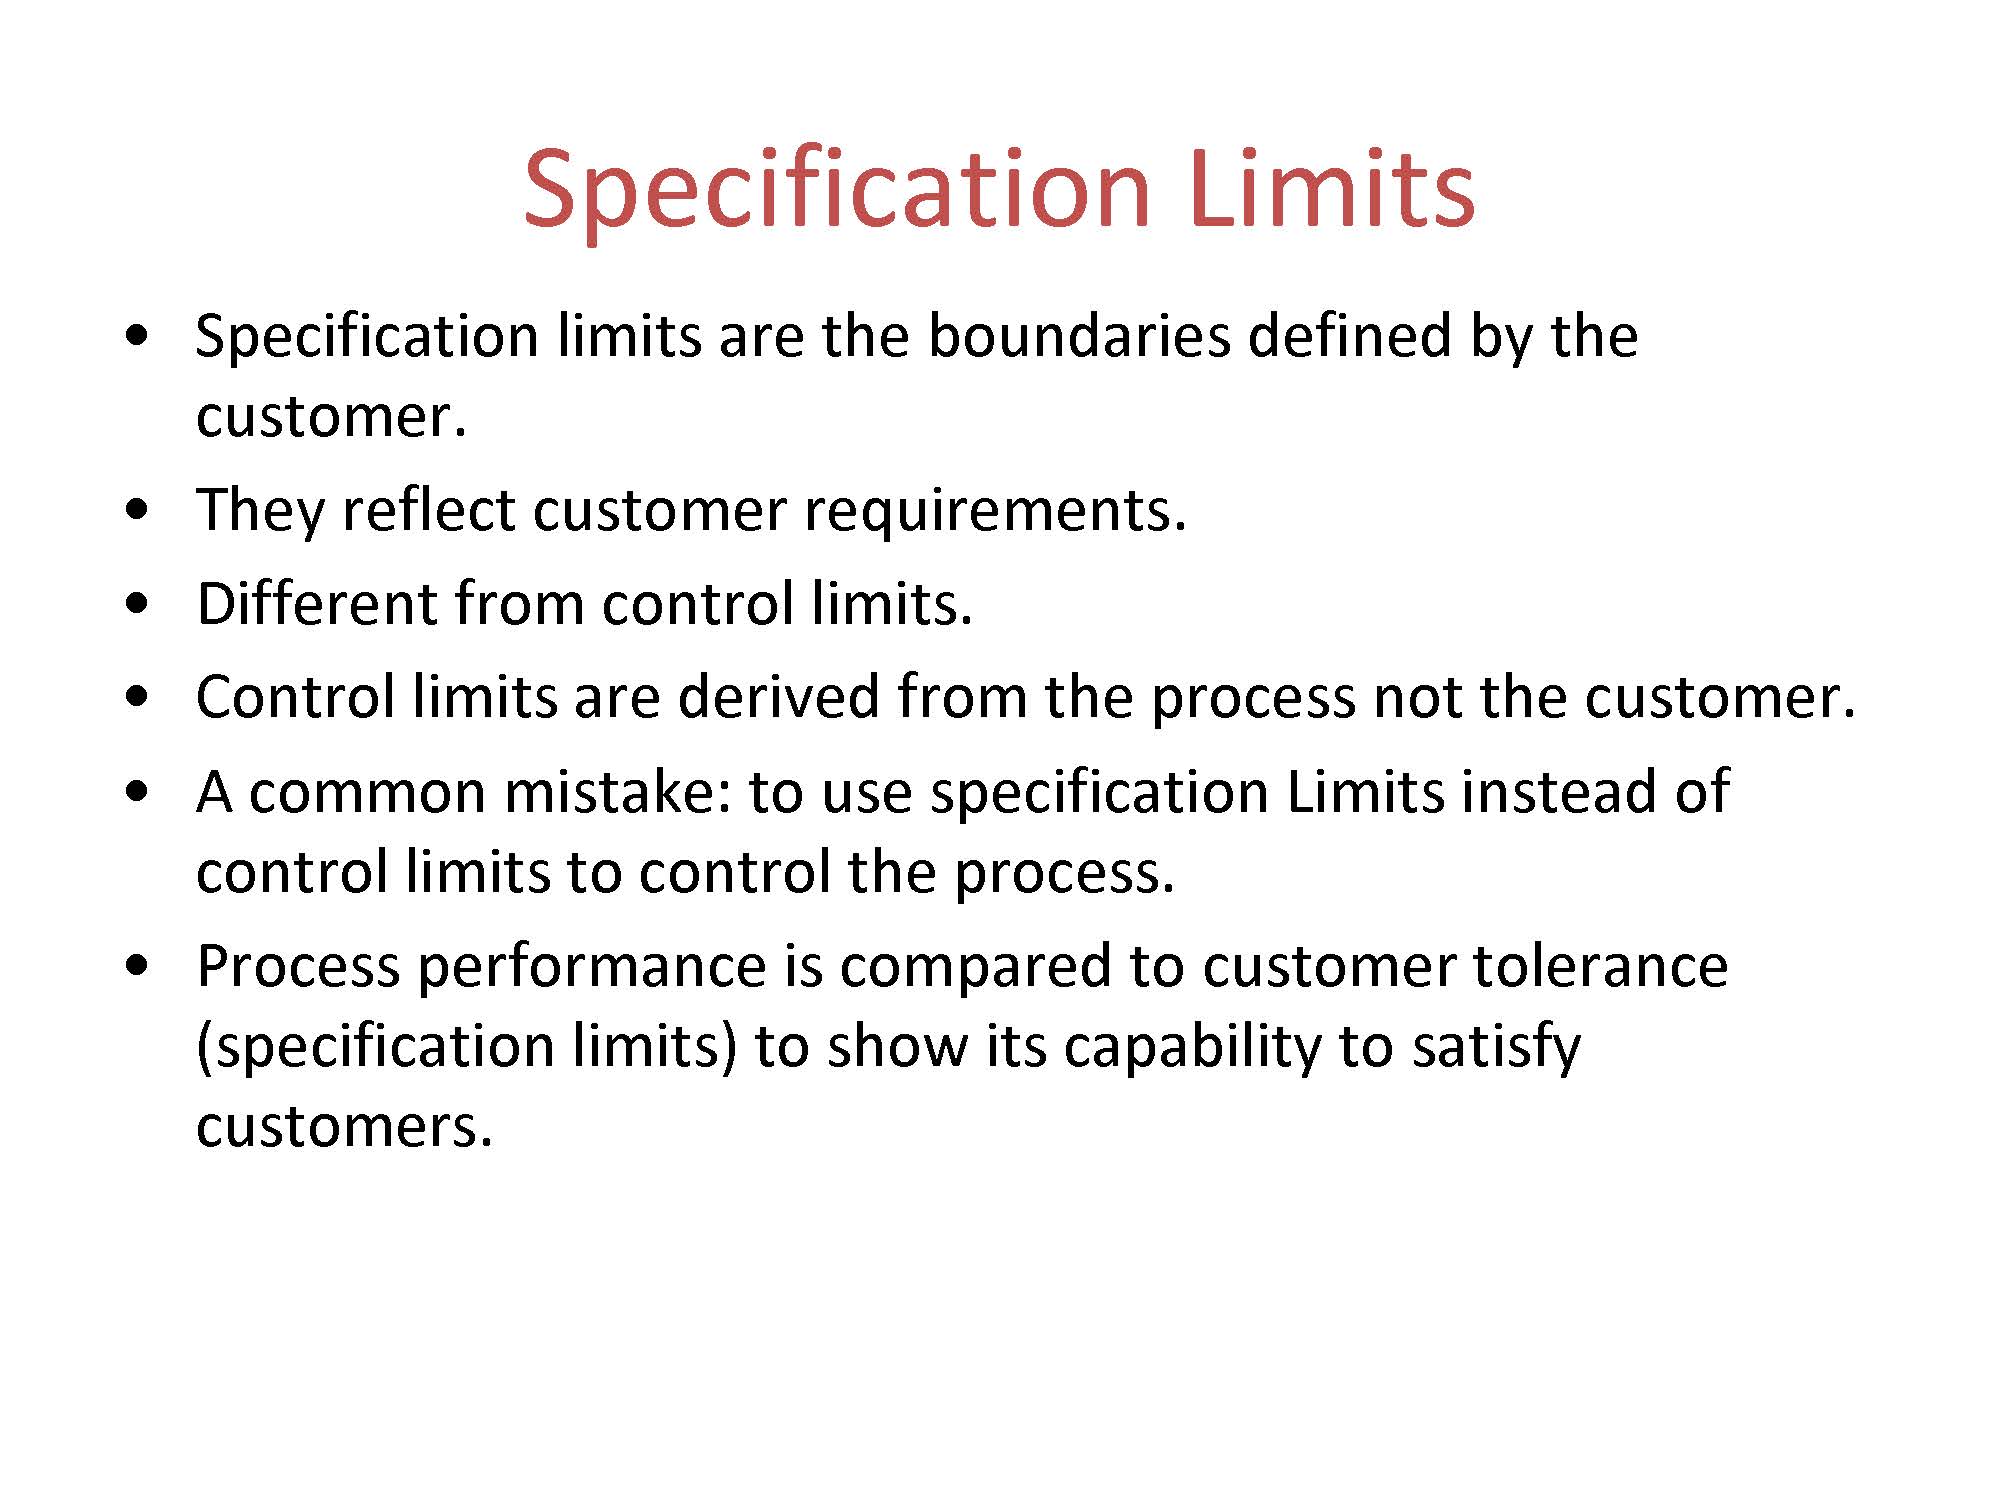 Specification Limits
• Specification limits are the boundaries defined by the
customer.
• They reflect customer requirements.
• Different from control limits.
• Control limits are derived from the process not the customer.
• A common mistake: to use specification Limits instead of
control limits to control the process.
• Process performance is compared to customer tolerance
(specification limits) to show its capability to satisfy
customers.